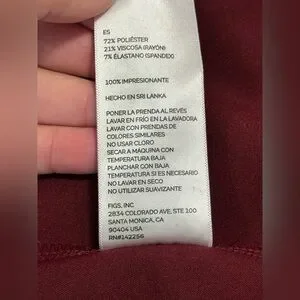 ES
72% POLIÉSTER
21% VISCOSA (RAYÓN)
7% ELASTANO (SPANDEX)
100% IMPRESIONANTE
HECHO EN SRI LANKA
PONER LA PRENDA AL REVÉS
LAVAR EN FRÍO EN LA LAVADORA
LAVAR CON PRENDAS DE
COLORES SIMILARES
NO USAR CLORO
SECAR A MÁQUINA CON
TEMPERATURA BAJA
PLANCHAR CON BAJA
TEMPERATURA SI ES NECESARIO
NO LAVAR EN SECO
NO UTILIZAR SUAVIZANTE
FIGS, INC
2834 COLORADO AVE, STE 100
SANTA MONICA, CA
90404 USA
RN#142256